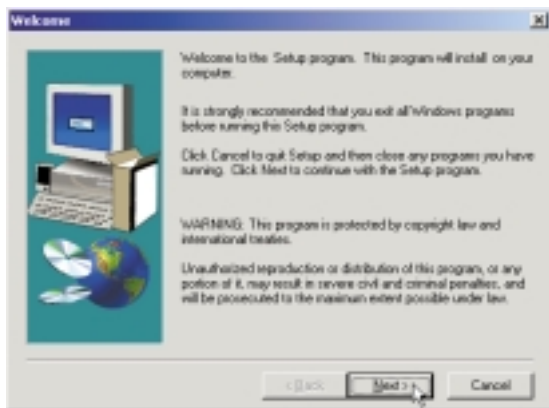 Welcome
Welcome to the Setup program. This program will install on your
computer.
It is strongly recommended that you exit all Windows programs
before running this Setup program.
Click Cancel to quit Setup and then close any programs you have
running. Click Next to continue with the Setup program.
WARNING: This program is protected by copyright law and
international treaties.
Unauthorized reproduction or distribution of this program, or any
portion of it, may result in severe civil and criminal penalties, and
will be prosecuted to the maximum extent possible under law.
< Back Next > Cancel